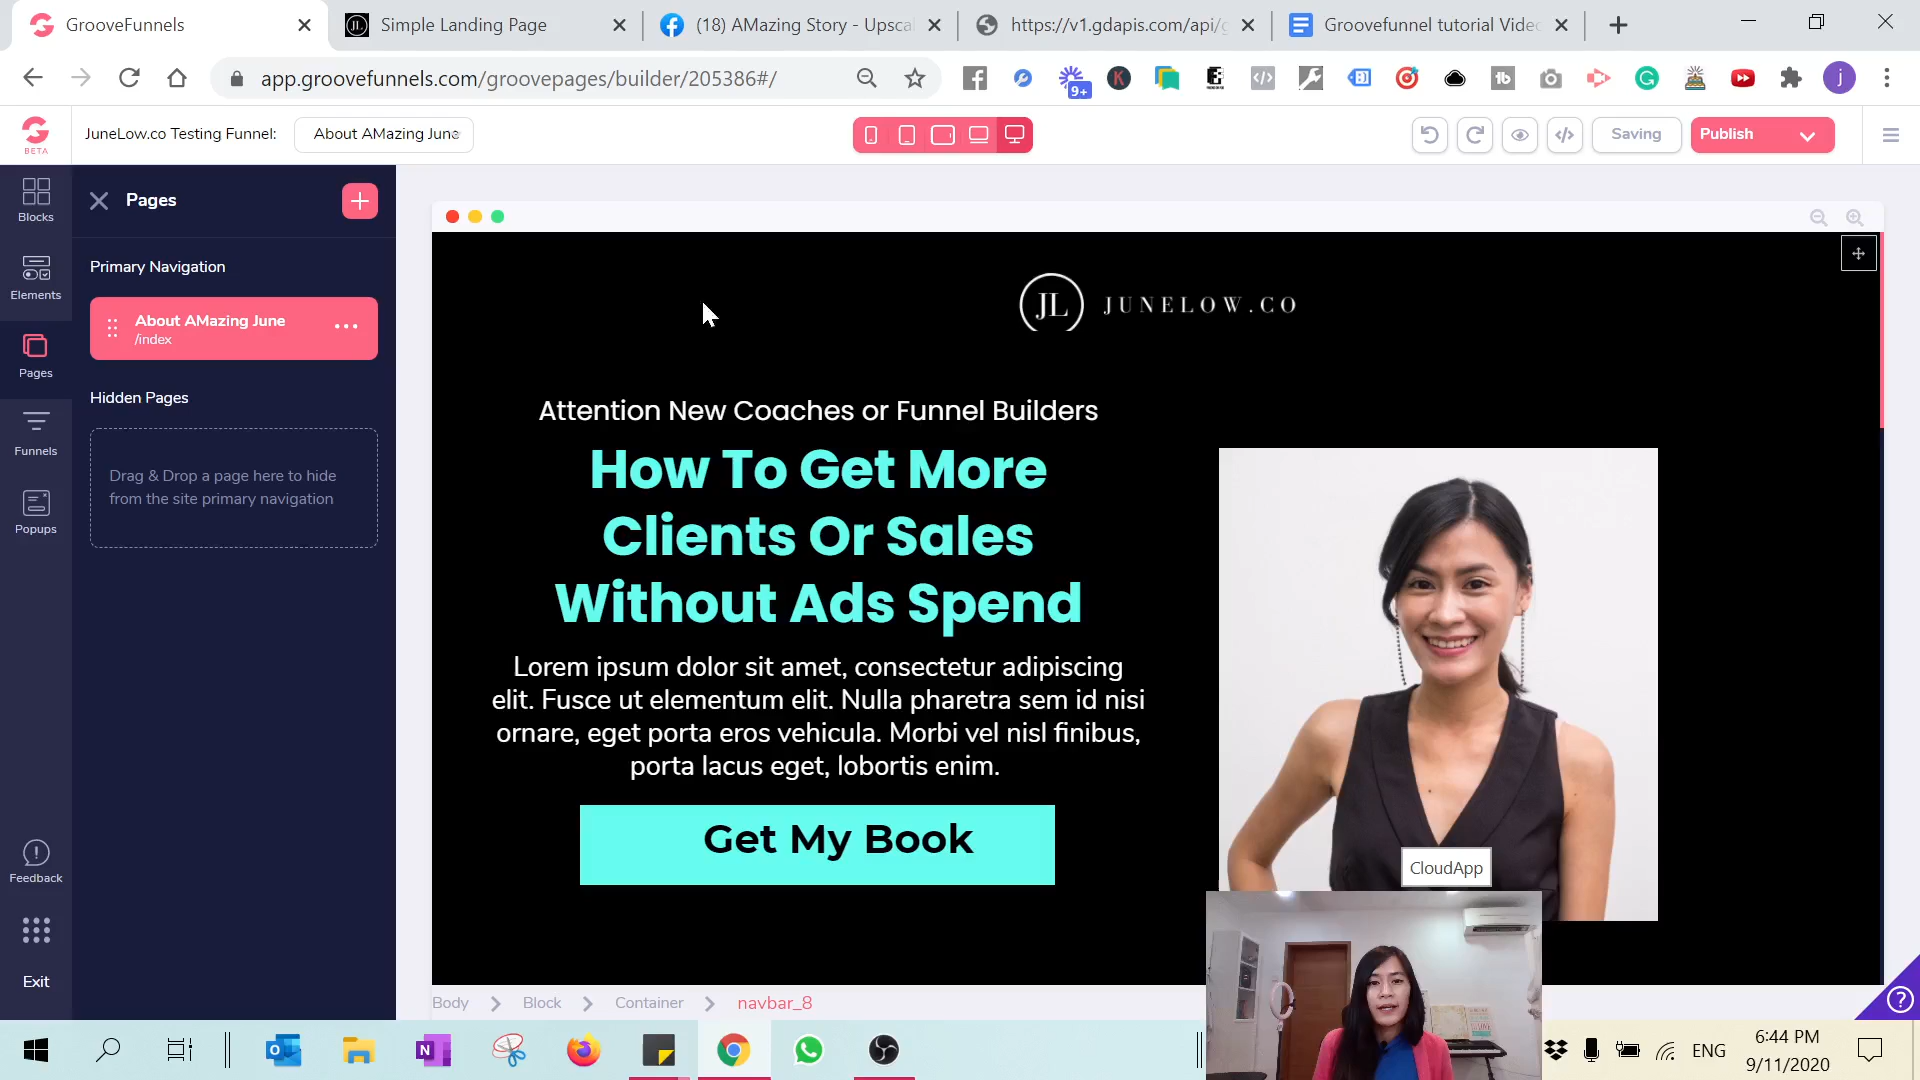 GrooveFunnels
Simple Landing Page
(18) AMazing Story - Upsca
https://v1.gdapis.com/api/g
Groovefunnel tutorial Vide
app.groovefunnels.com/groovepages/builder/205386#/
9+
K
tb
G
j
BETA
JuneLow.co Testing Funnel:
About AMazing June
Saving
Publish
Blocks
Elements
Pages
Funnels
Popups
Feedback
Exit
Pages
Primary Navigation
About AMazing June
/index
Hidden Pages
Drag & Drop a page here to hide
from the site primary navigation
JL JUNELOW.CO
Attention New Coaches or Funnel Builders
How To Get More
Clients Or Sales
Without Ads Spend
Lorem ipsum dolor sit amet, consectetur adipiscing
elit. Fusce ut elementum elit. Nulla pharetra sem id nisi
ornare, eget porta eros vehicula. Morbi vel nisl finibus,
porta lacus eget, lobortis enim.
Get My Book
CloudApp
Body
Block
Container
navbar_8
ENG
6:44 PM
9/11/2020